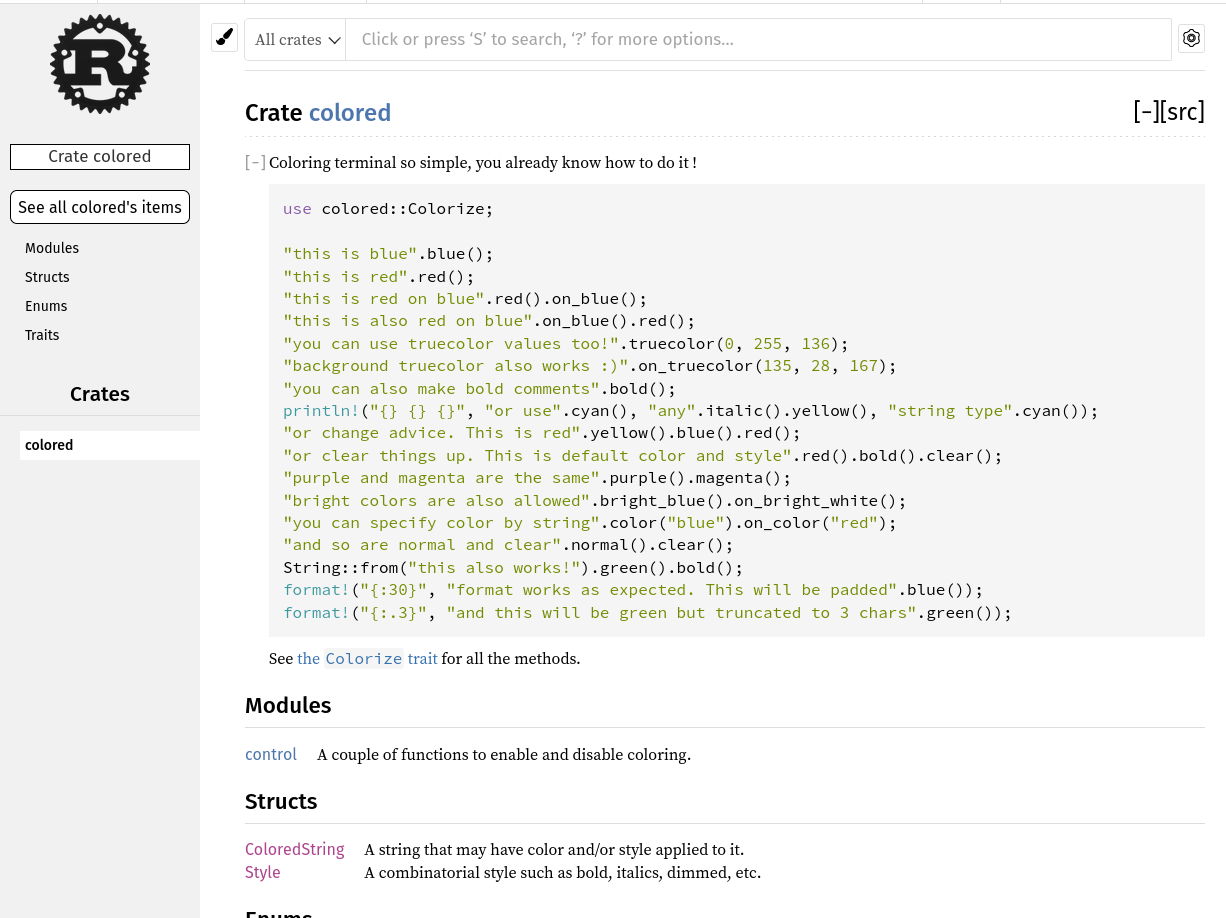 All crates
Click or press ‘S’ to search, ‘?’ for more options…
R
Crate colored
See all colored's items
Modules
Structs
Enums
Traits
Crates
colored
Crate colored
[−][src]
[−] Coloring terminal so simple, you already know how to do it !
use colored::Colorize;
"this is blue".blue();
"this is red".red();
"this is red on blue".red().on_blue();
"this is also red on blue".on_blue().red();
"you can use truecolor values too!".truecolor(0, 255, 136);
"background truecolor also works :)".on_truecolor(135, 28, 167);
"you can also make bold comments".bold();
println!("{} {} {}", "or use".cyan(), "any".italic().yellow(), "string type".cyan());
"or change advice. This is red".yellow().blue().red();
"or clear things up. This is default color and style".red().bold().clear();
"purple and magenta are the same".purple().magenta();
"bright colors are also allowed".bright_blue().on_bright_white();
"you can specify color by string".color("blue").on_color("red");
"and so are normal and clear".normal().clear();
String::from("this also works!").green().bold();
format!("{:30}", "format works as expected. This will be padded".blue());
format!("{:.3}", "and this will be green but truncated to 3 chars".green());
See the Colorize trait for all the methods.
Modules
control A couple of functions to enable and disable coloring.
Structs
ColoredString A string that may have color and/or style applied to it.
Style A combinatorial style such as bold, italics, dimmed, etc.
Enums